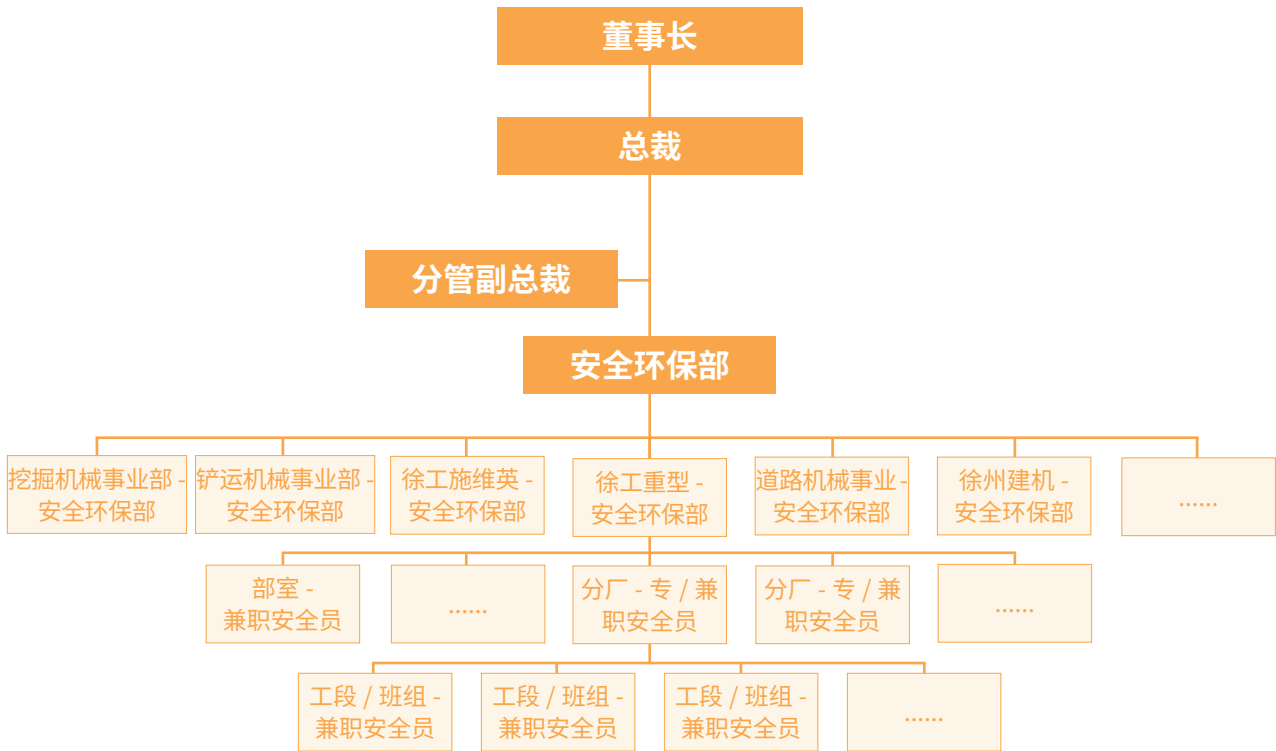 董事长
总裁
分管副总裁
安全环保部
挖掘机械事业部 -
安全环保部
铲运机械事业部 -
安全环保部
徐工施维英 -
安全环保部
徐工重型 -
安全环保部
道路机械事业 -
安全环保部
徐州建机 -
安全环保部
......
部室 -
兼职安全员
......
分厂 - 专 / 兼
职安全员
分厂 - 专 / 兼
职安全员
......
工段 / 班组 -
兼职安全员
工段 / 班组 -
兼职安全员
工段 / 班组 -
兼职安全员
......